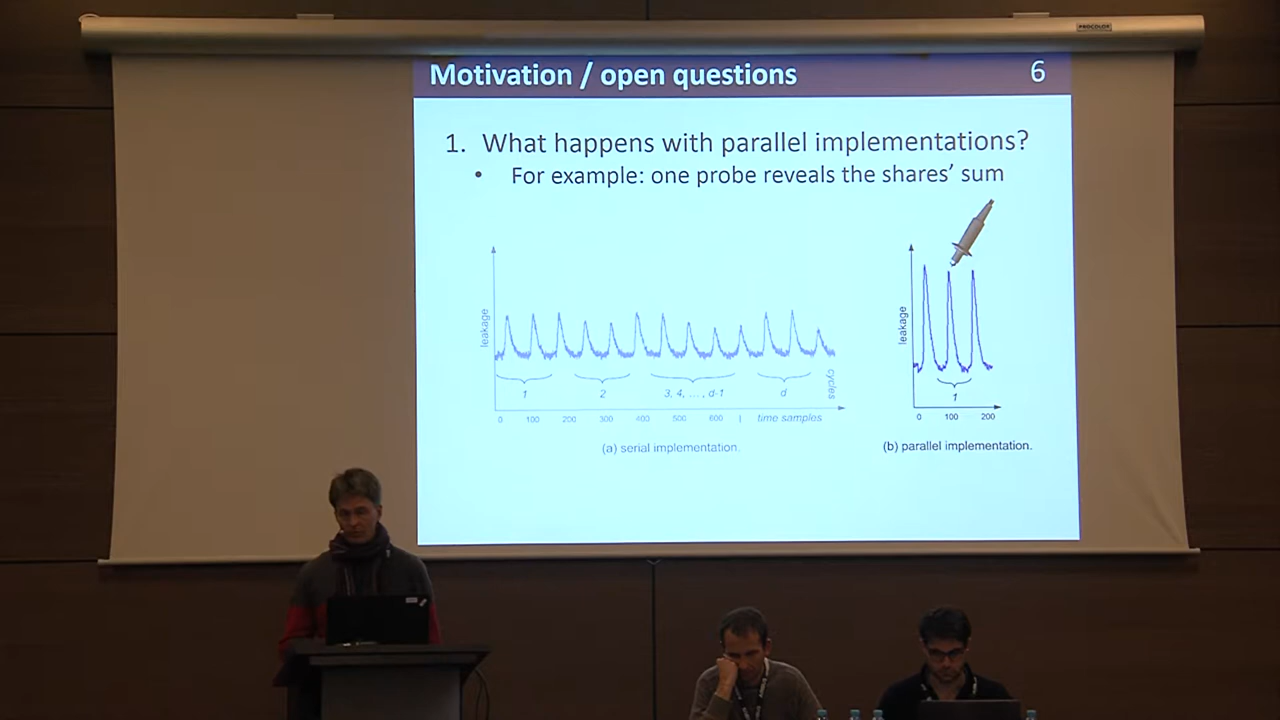 PROCOLOR
Motivation / open questions
6
1. What happens with parallel implementations?
• For example: one probe reveals the shares' sum
leakage
1
2
3, 4, ... , d-1
d
cycles
0 100 200 300 400 500 600 | time samples
(a) serial implementation.
leakage
1
0 100 200
(b) parallel implementation.